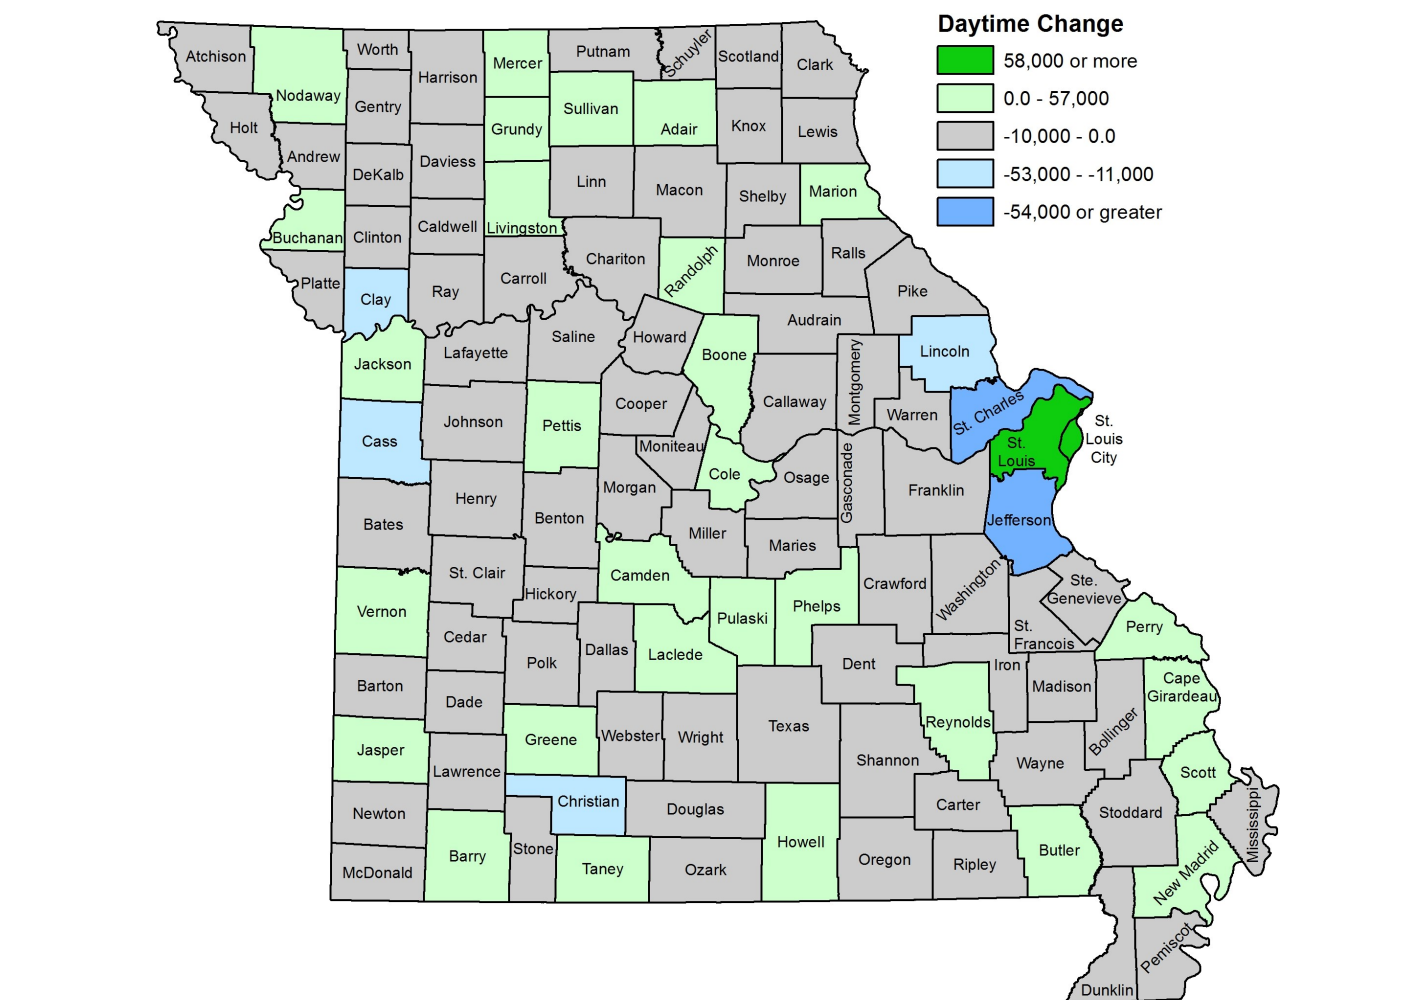 Daytime Change
58,000 or more
0.0 - 57,000
-10,000 - 0.0
-53,000 - -11,000
-54,000 or greater
Atchison
Nodaway
Worth
Harrison
Mercer
Putnam
Schuyler
Scotland
Clark
Gentry
Sullivan
Adair
Knox
Lewis
Holt
Andrew
DeKalb
Daviess
Grundy
Linn
Macon
Shelby
Marion
Buchanan
Clinton
Caldwell
Livingston
Chariton
Randolph
Monroe
Ralls
Platte
Clay
Ray
Carroll
Pike
Audrain
Saline
Howard
Boone
Lincoln
Jackson
Lafayette
Cooper
Callaway
Montgomery
Warren
St. Charles
St.
Louis
St.
Louis
City
Cass
Johnson
Pettis
Moniteau
Cole
Osage
Gasconade
Franklin
Jefferson
Bates
Henry
Benton
Morgan
Miller
Maries
Camden
St. Clair
Hickory
Pulaski
Phelps
Crawford
Washington
Ste.
Genevieve
St.
Francois
Perry
Vernon
Cedar
Polk
Dallas
Laclede
Dent
Iron
Madison
Bollinger
Cape
Girardeau
Barton
Dade
Greene
Webster
Wright
Texas
Reynolds
Shannon
Wayne
Scott
Jasper
Lawrence
Christian
Douglas
Howell
Carter
Stoddard
Mississippi
Newton
McDonald
Barry
Stone
Taney
Ozark
Oregon
Ripley
Butler
New Madrid
Pemiscot
Dunklin